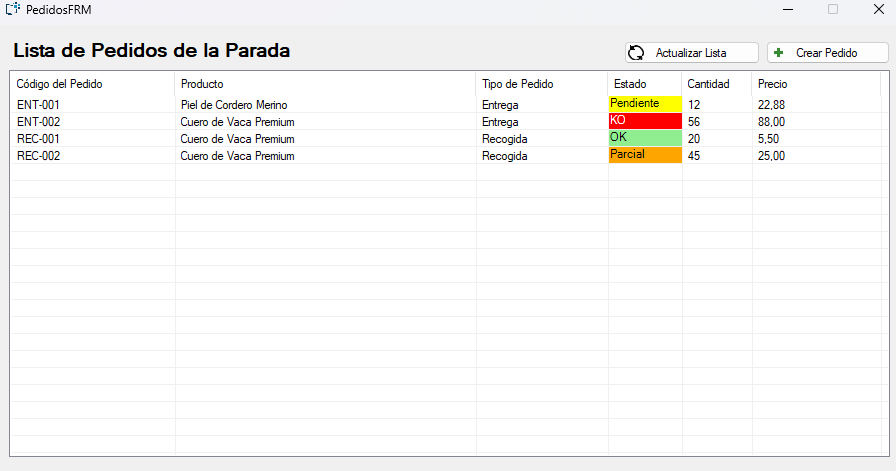 PedidosFRM
Lista de Pedidos de la Parada
Actualizar Lista
Crear Pedido
Código del Pedido Producto Tipo de Pedido Estado Cantidad Precio
ENT-001 Piel de Cordero Merino Entrega Pendiente 12 22,88
ENT-002 Cuero de Vaca Premium Entrega KO 56 88,00
REC-001 Cuero de Vaca Premium Recogida OK 20 5,50
REC-002 Cuero de Vaca Premium Recogida Parcial 45 25,00